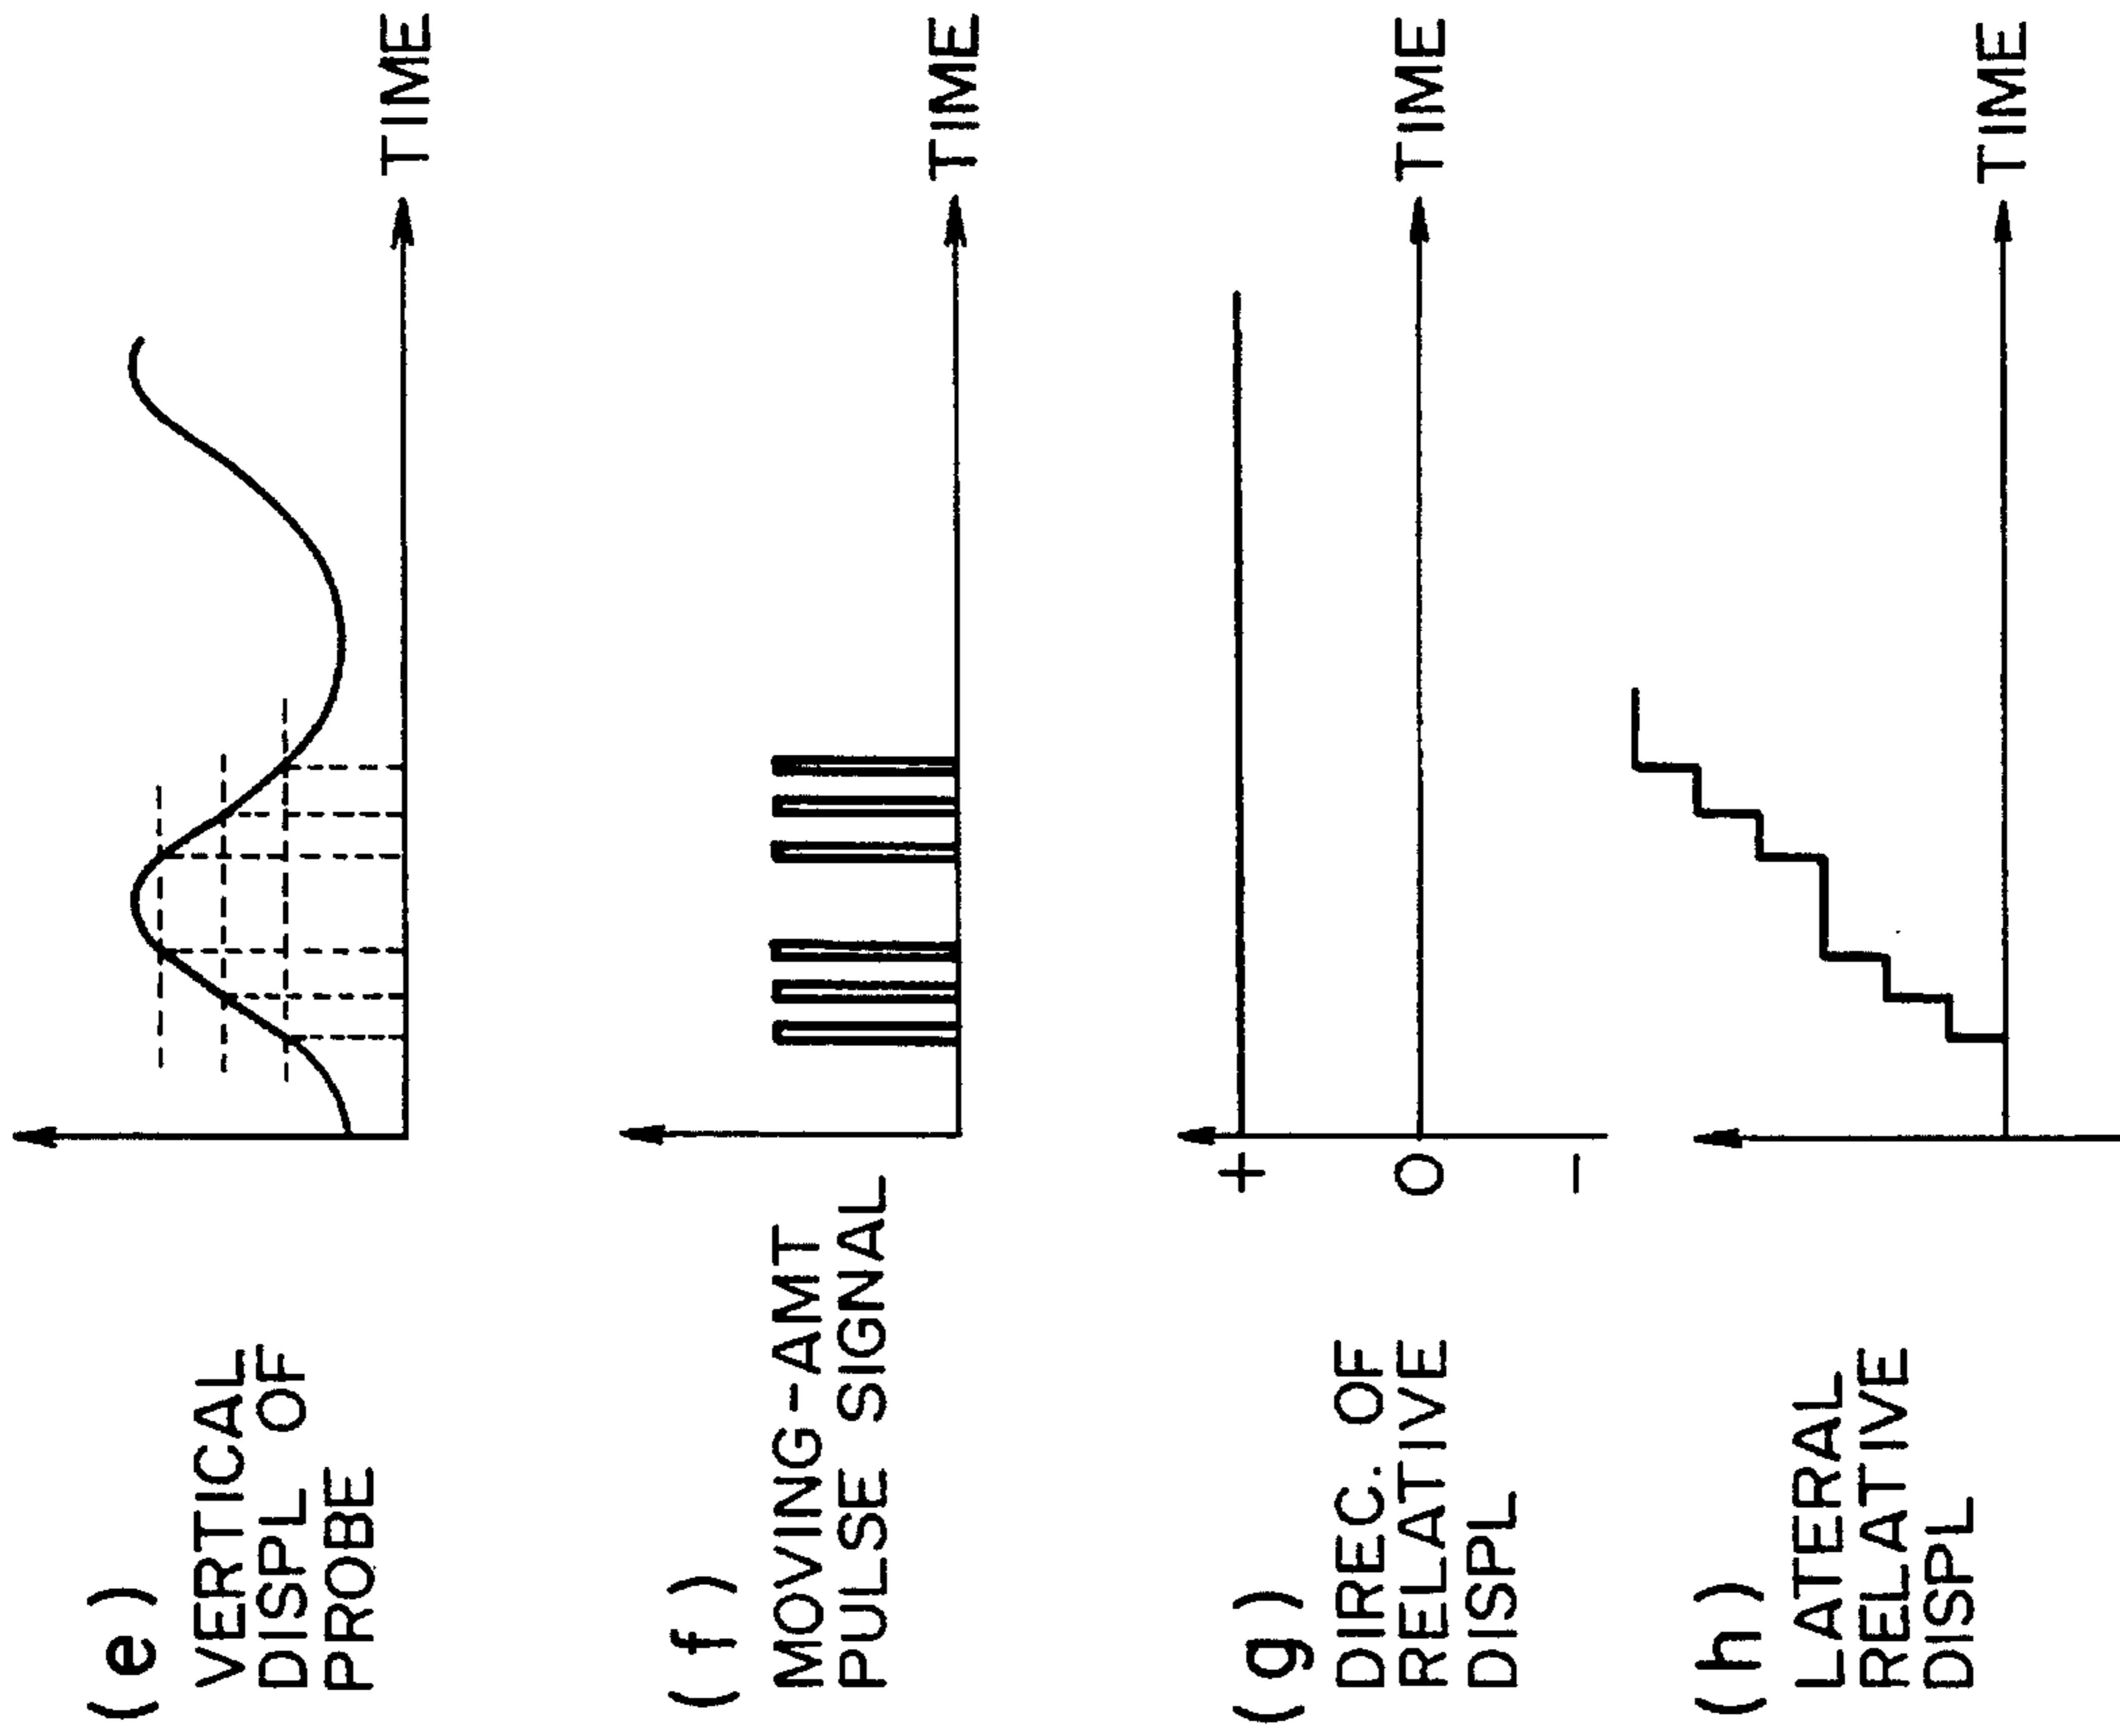 (e)
VERTICAL
DISPL OF
PROBE
TIME
(f)
MOVING-AMT
PULSE SIGNAL
TIME
(g)
DIREC. OF
RELATIVE
DISPL
+
0
−
TIME
(h)
LATERAL
RELATIVE
DISPL
TIME